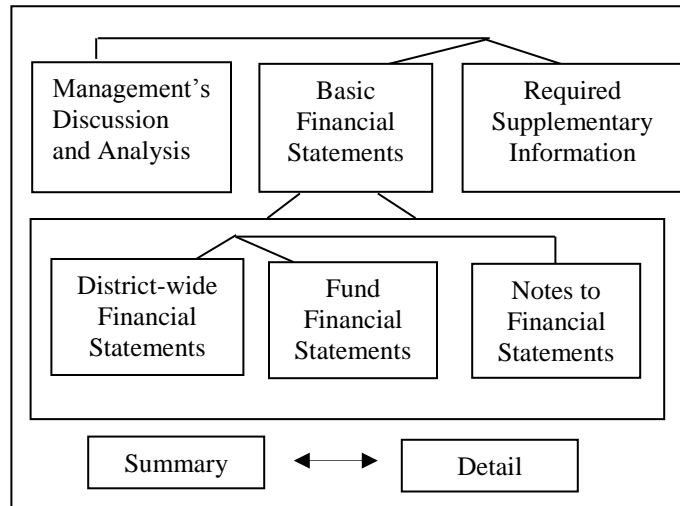 Management’s
Discussion
and Analysis
Basic
Financial
Statements
Required
Supplementary
Information
District-wide
Financial
Statements
Fund
Financial
Statements
Notes to
Financial
Statements
Summary
Detail